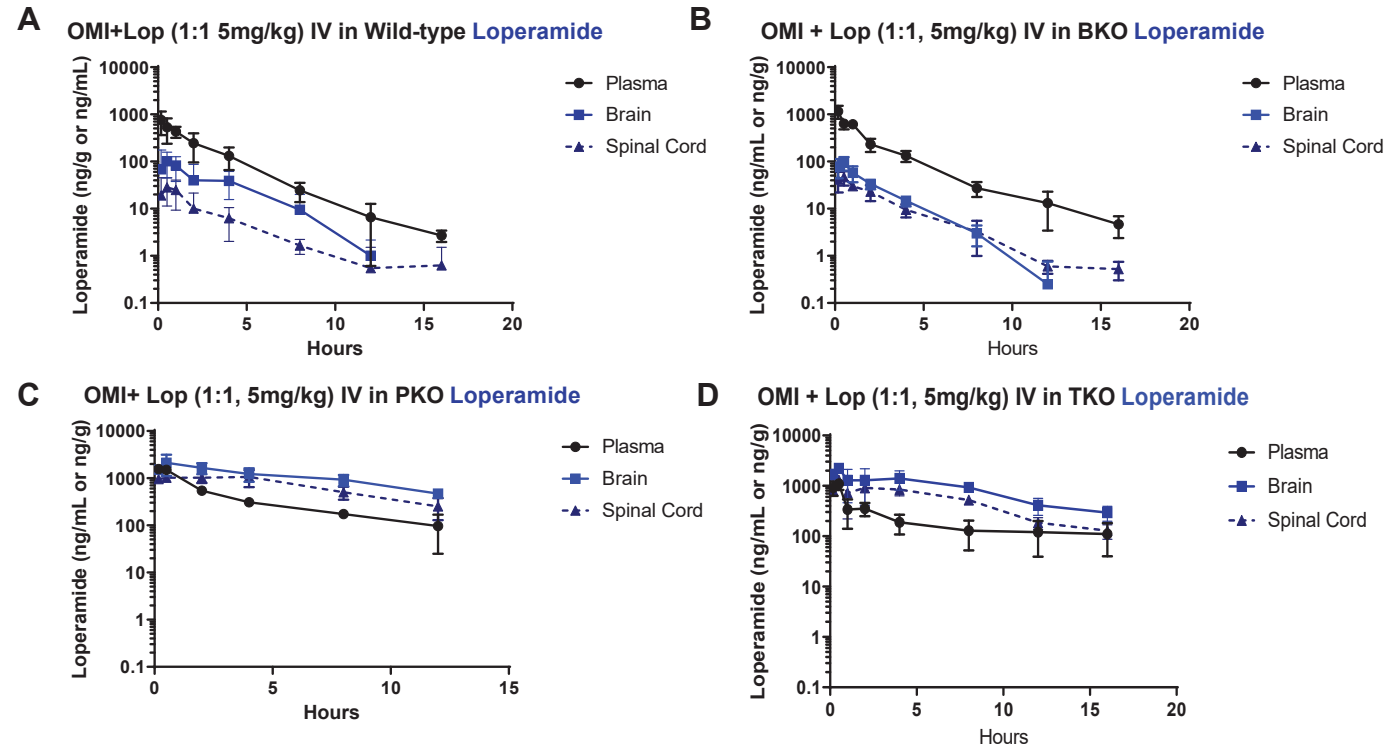 A
OMI+Lop (1:1 5mg/kg) IV in Wild-type Loperamide
Loperamide (ng/g or ng/mL)
10000
1000
100
10
1
0.1
0 5 10 15 20
Hours
Plasma
Brain
Spinal Cord
B
OMI + Lop (1:1, 5mg/kg) IV in BKO Loperamide
Loperamide (ng/mL or ng/g)
10000
1000
100
10
1
0.1
0 5 10 15 20
Hours
Plasma
Brain
Spinal Cord
C
OMI+ Lop (1:1, 5mg/kg) IV in PKO Loperamide
Loperamide (ng/mL or ng/g)
10000
1000
100
10
1
0.1
0 5 10 15
Hours
Plasma
Brain
Spinal Cord
D
OMI + Lop (1:1, 5mg/kg) IV in TKO Loperamide
Loperamide (ng/mL or ng/g)
10000
1000
100
10
1
0.1
0 5 10 15 20
Hours
Plasma
Brain
Spinal Cord